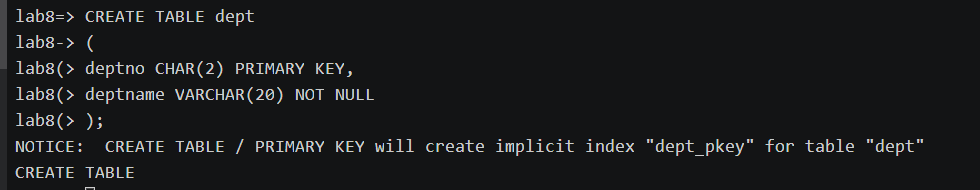 lab8=> CREATE TABLE dept
lab8-> (
lab8(> deptno CHAR(2) PRIMARY KEY,
lab8(> deptname VARCHAR(20) NOT NULL
lab8(> );
NOTICE:  CREATE TABLE / PRIMARY KEY will create implicit index "dept_pkey" for table "dept"
CREATE TABLE